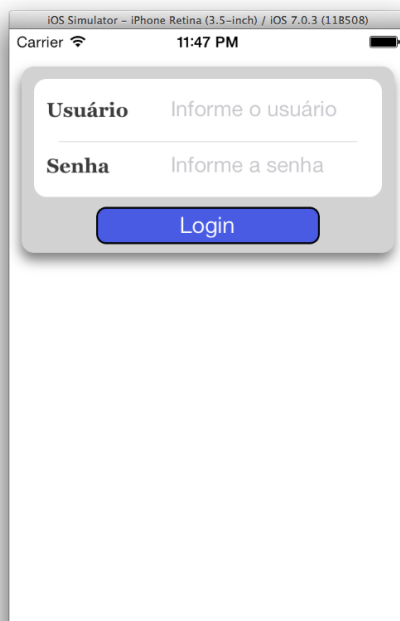 iOS Simulator – iPhone Retina (3.5-inch) / iOS 7.0.3 (11B508)
Carrier 11:47 PM
Usuário Informe o usuário
Senha Informe a senha
Login